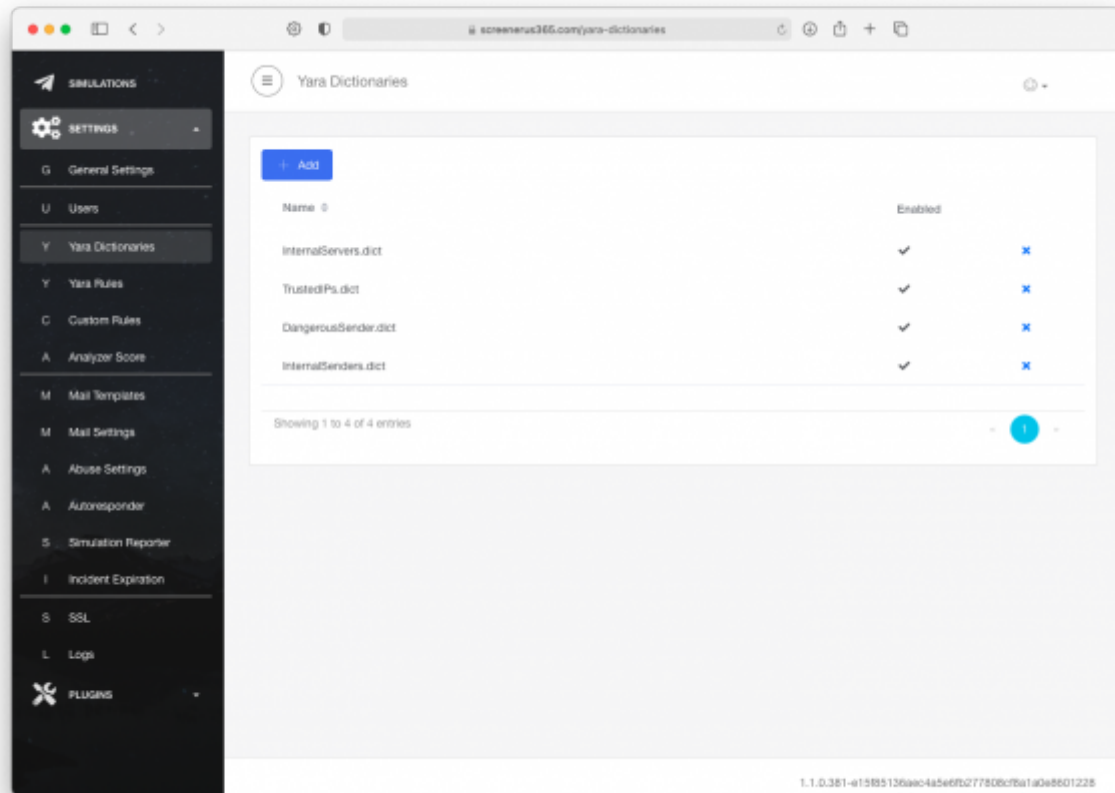 screenerus365.com/yara-dictionaries
SIMULATIONS
SETTINGS
G General Settings
U Users
Y Yara Dictionaries
Y Yara Rules
C Custom Rules
A Analyzer Score
M Mail Templates
M Mail Settings
A Abuse Settings
A Autoresponder
S Simulation Reporter
I Incident Expiration
S SSL
L Logs
PLUGINS
Yara Dictionaries
+ Add
Name Enabled
InternalServers.dict
TrustedIPs.dict
DangerousSender.dict
InternalSenders.dict
Showing 1 to 4 of 4 entries
1